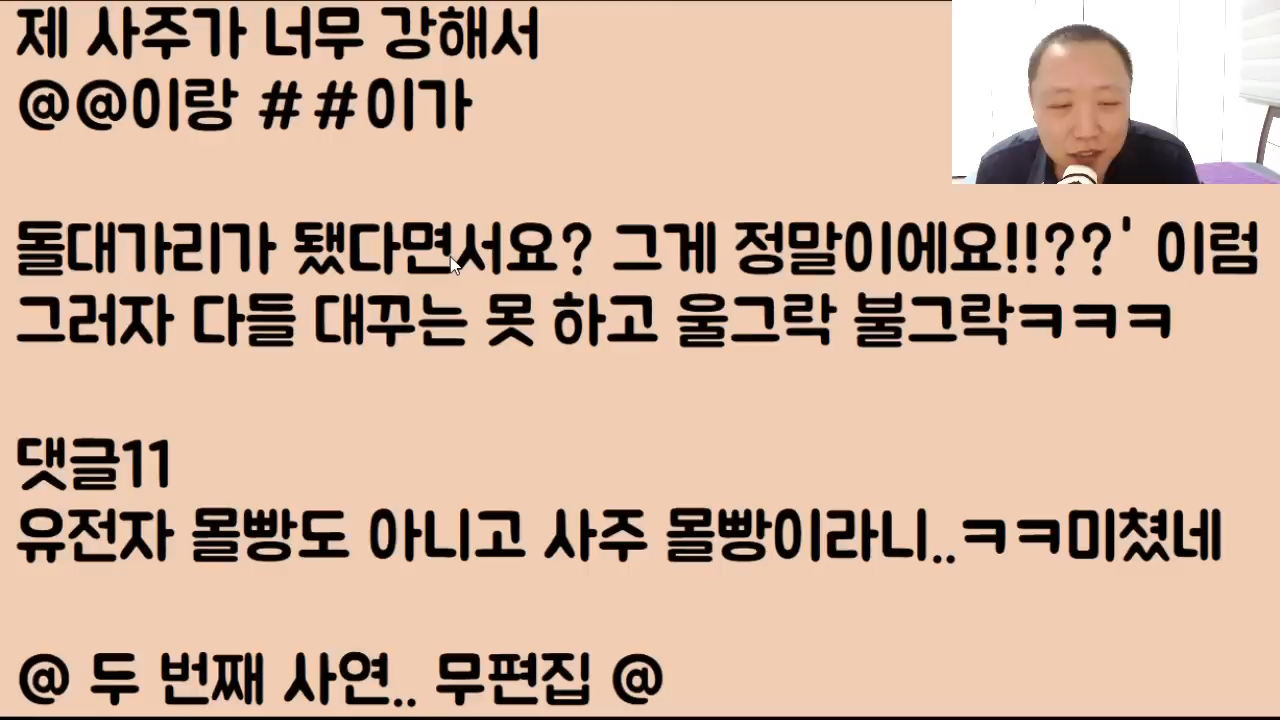 제 사주가 너무 강해서
@@이랑 ##이가
돌대가리가 됐다면서요? 그게 정말이에요!!??' 이럼
그러자 다들 대꾸는 못 하고 울그락 불그락ㅋㅋㅋ
댓글11
유전자 몰빵도 아니고 사주 몰빵이라니..ㅋㅋ미쳤네
@ 두 번째 사연.. 무편집 @